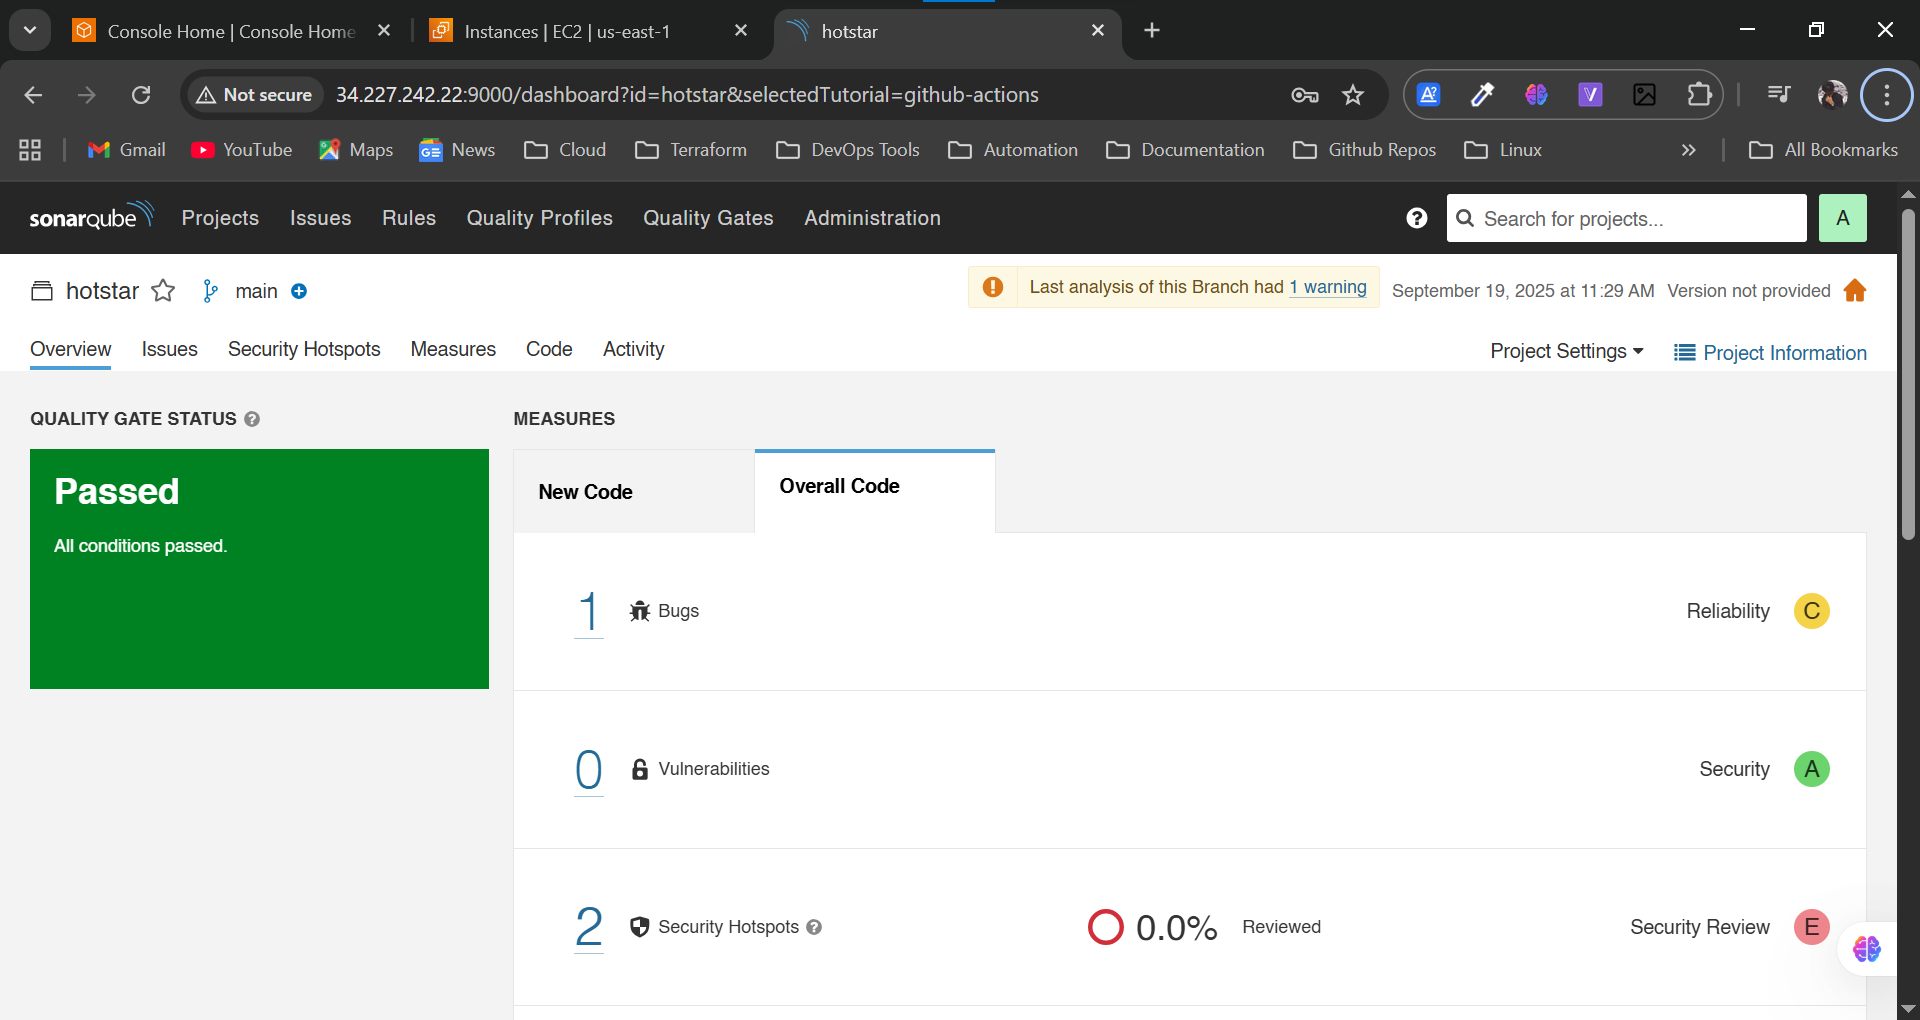 Console Home | Console Home
Instances | EC2 | us-east-1
hotstar
Not secure
34.227.242.22:9000/dashboard?id=hotstar&selectedTutorial=github-actions
A?
V
Gmail
YouTube
Maps
GE
News
Cloud
Terraform
DevOps Tools
Automation
Documentation
Github Repos
Linux
»
All Bookmarks
sonarqube
Projects
Issues
Rules
Quality Profiles
Quality Gates
Administration
?
Search for projects...
A
hotstar
main
Last analysis of this Branch had 1 warning
September 19, 2025 at 11:29 AM
Version not provided
Overview
Issues
Security Hotspots
Measures
Code
Activity
Project Settings
Project Information
QUALITY GATE STATUS ?
MEASURES
Passed
All conditions passed.
New Code
Overall Code
1
Bugs
Reliability
C
0
Vulnerabilities
Security
A
2
Security Hotspots ?
0.0%
Reviewed
Security Review
E